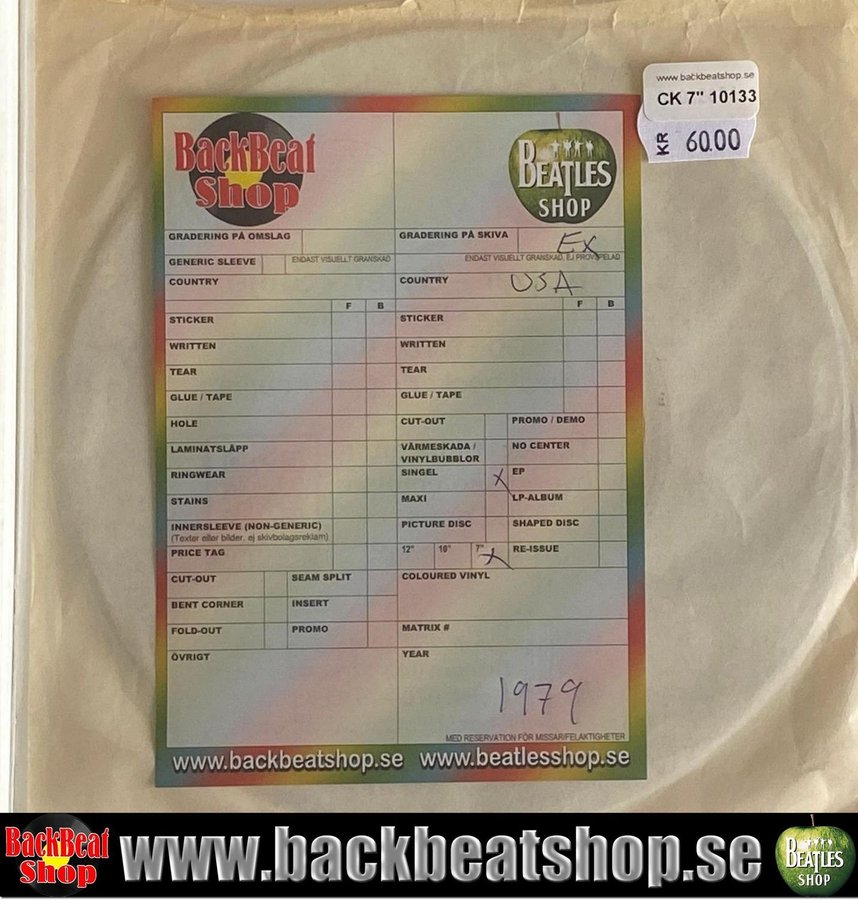 www.backbeatshop.se
CK 7" 10133
KR 60.00
BackBeat
Shop
BEATLES
SHOP
GRADERING PÅ OMSLAG
GENERIC SLEEVE
ENDAST VISUELLT GRANSKAD
COUNTRY
F B
STICKER
WRITTEN
TEAR
GLUE / TAPE
HOLE
LAMINATSLÄPP
RINGWEAR
STAINS
INNERSLEEVE (NON-GENERIC)
(Texter eller bilder, ej skivbolagsreklam)
PRICE TAG
CUT-OUT SEAM SPLIT
BENT CORNER INSERT
FOLD-OUT PROMO
ÖVRIGT
GRADERING PÅ SKIVA Ex
ENDAST VISUELLT GRANSKAD, EJ PROVSPELAD
COUNTRY USA
F B
STICKER
WRITTEN
TEAR
GLUE / TAPE
CUT-OUT PROMO / DEMO
VÄRMESKADA / NO CENTER
VINYLBUBBLOR
SINGEL X EP
MAXI LP-ALBUM
PICTURE DISC SHAPED DISC
12" 10" 7" X RE-ISSUE
COLOURED VINYL
MATRIX #
YEAR
1979
MED RESERVATION FÖR MISSAR/FELAKTIGHETER
www.backbeatshop.se www.beatlesshop.se
BackBeat
Shop
www.backbeatshop.se
BEATLES
SHOP